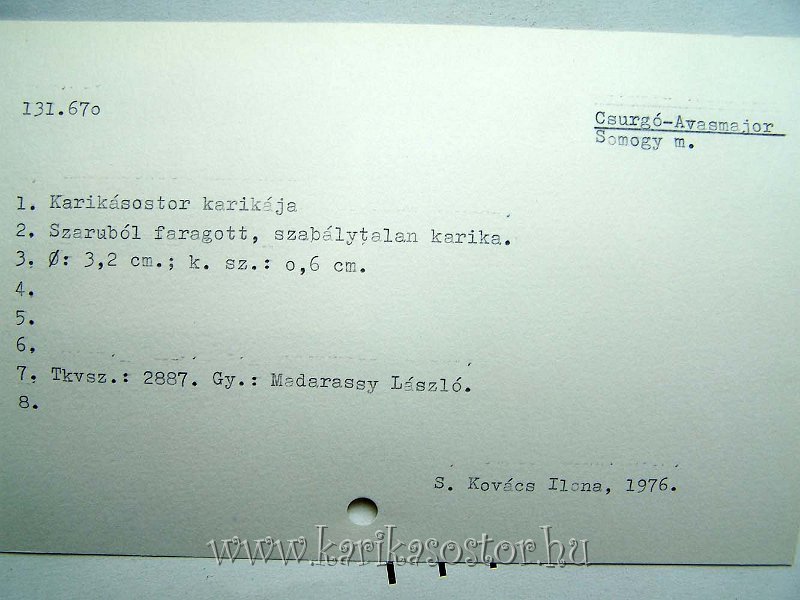 131.67o
Csurgó-Avasmajor
Somogy m.
1. Karikásostor karikája
2. Szaruból faragott, szabálytalan karika.
3. Ø: 3,2 cm.; k. sz.: o,6 cm.
4.
5.
6.
7. Tkvsz.: 2887. Gy.: Madarassy László.
8.
S. Kovács Ilona, 1976.
www.karikasostor.hu